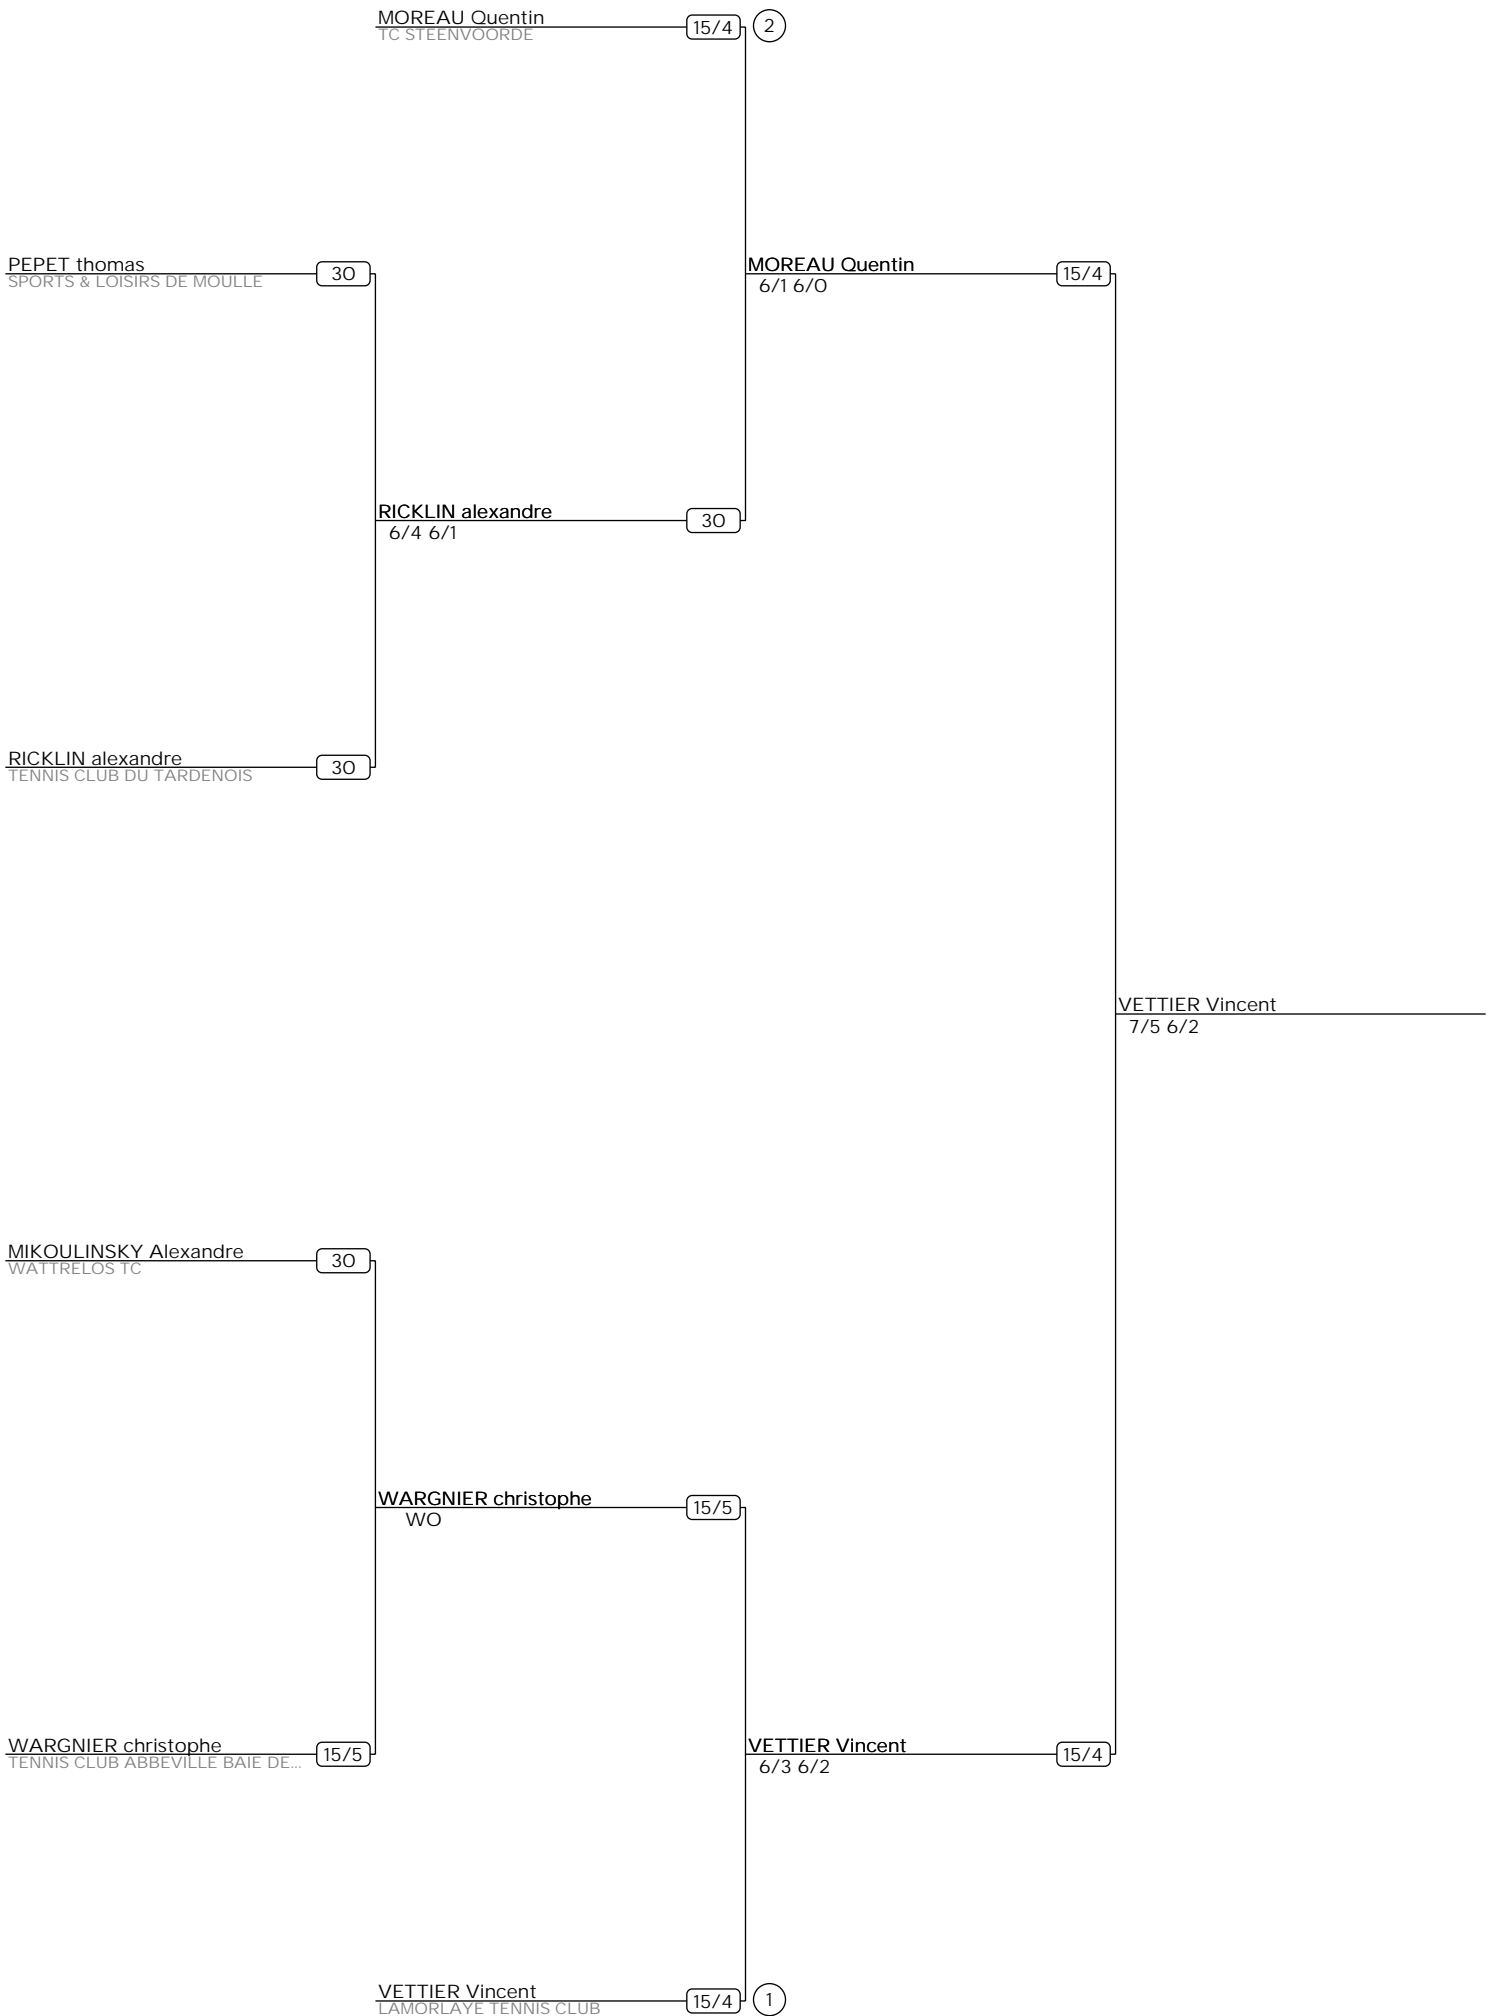 MOREAU Quentin
TC STEENVOORDE
15/4
2
PEPET thomas
SPORTS & LOISIRS DE MOULLE
30
MOREAU Quentin
6/1 6/0
15/4
RICKLIN alexandre
6/4 6/1
30
RICKLIN alexandre
TENNIS CLUB DU TARDENOIS
30
VETTIER Vincent
7/5 6/2
MIKOULINSKY Alexandre
WATTRELOS TC
30
WARGNIER christophe
WO
15/5
WARGNIER christophe
TENNIS CLUB ABBEVILLE BAIE DE...
15/5
VETTIER Vincent
6/3 6/2
15/4
VETTIER Vincent
LAMORLAYE TENNIS CLUB
15/4
1